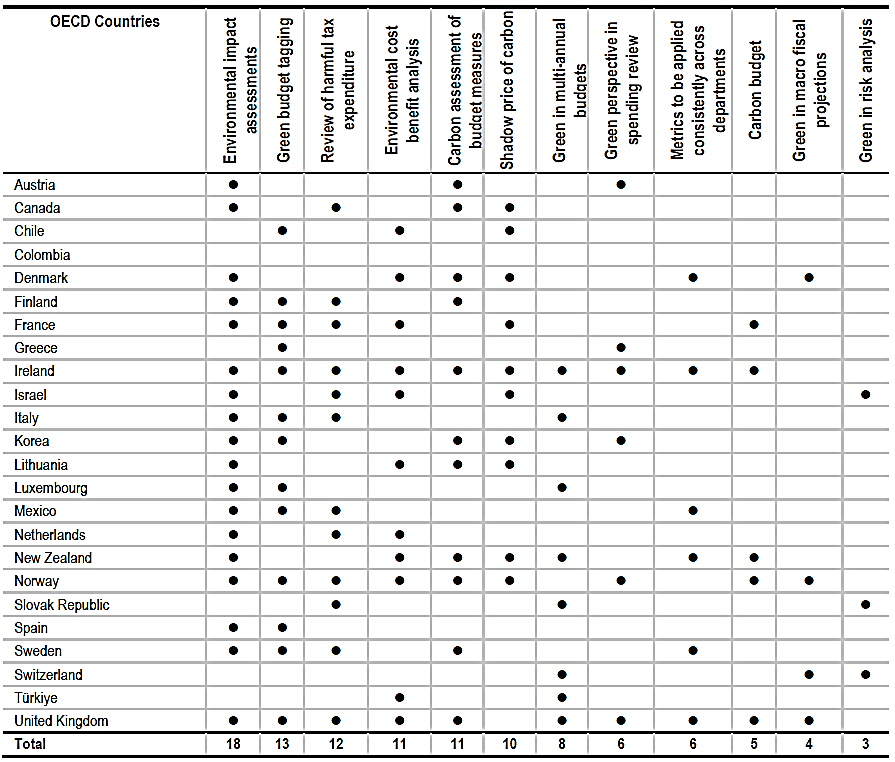 OECD Countries
Environmental impact
assessments
Green budget tagging
Review of harmful tax
expenditure
Environmental cost
benefit analysis
Carbon assessment of
budget measures
Shadow price of carbon
Green in multi-annual
budgets
Green perspective in
spending review
Metrics to be applied
consistently across
departments
Carbon budget
Green in macro fiscal
projections
Green in risk analysis
Austria ● ● ●
Canada ● ● ● ●
Chile ● ● ●
Colombia
Denmark ● ● ● ● ● ●
Finland ● ● ● ●
France ● ● ● ● ● ●
Greece ● ●
Ireland ● ● ● ● ● ● ● ● ● ●
Israel ● ● ● ● ●
Italy ● ● ● ●
Korea ● ● ● ● ●
Lithuania ● ● ● ●
Luxembourg ● ● ●
Mexico ● ● ● ●
Netherlands ● ● ●
New Zealand ● ● ● ● ● ● ●
Norway ● ● ● ● ● ● ● ● ●
Slovak Republic ● ● ●
Spain ● ●
Sweden ● ● ● ● ●
Switzerland ● ● ●
Türkiye ● ●
United Kingdom ● ● ● ● ● ● ● ● ● ●
Total 18 13 12 11 11 10 8 6 6 5 4 3